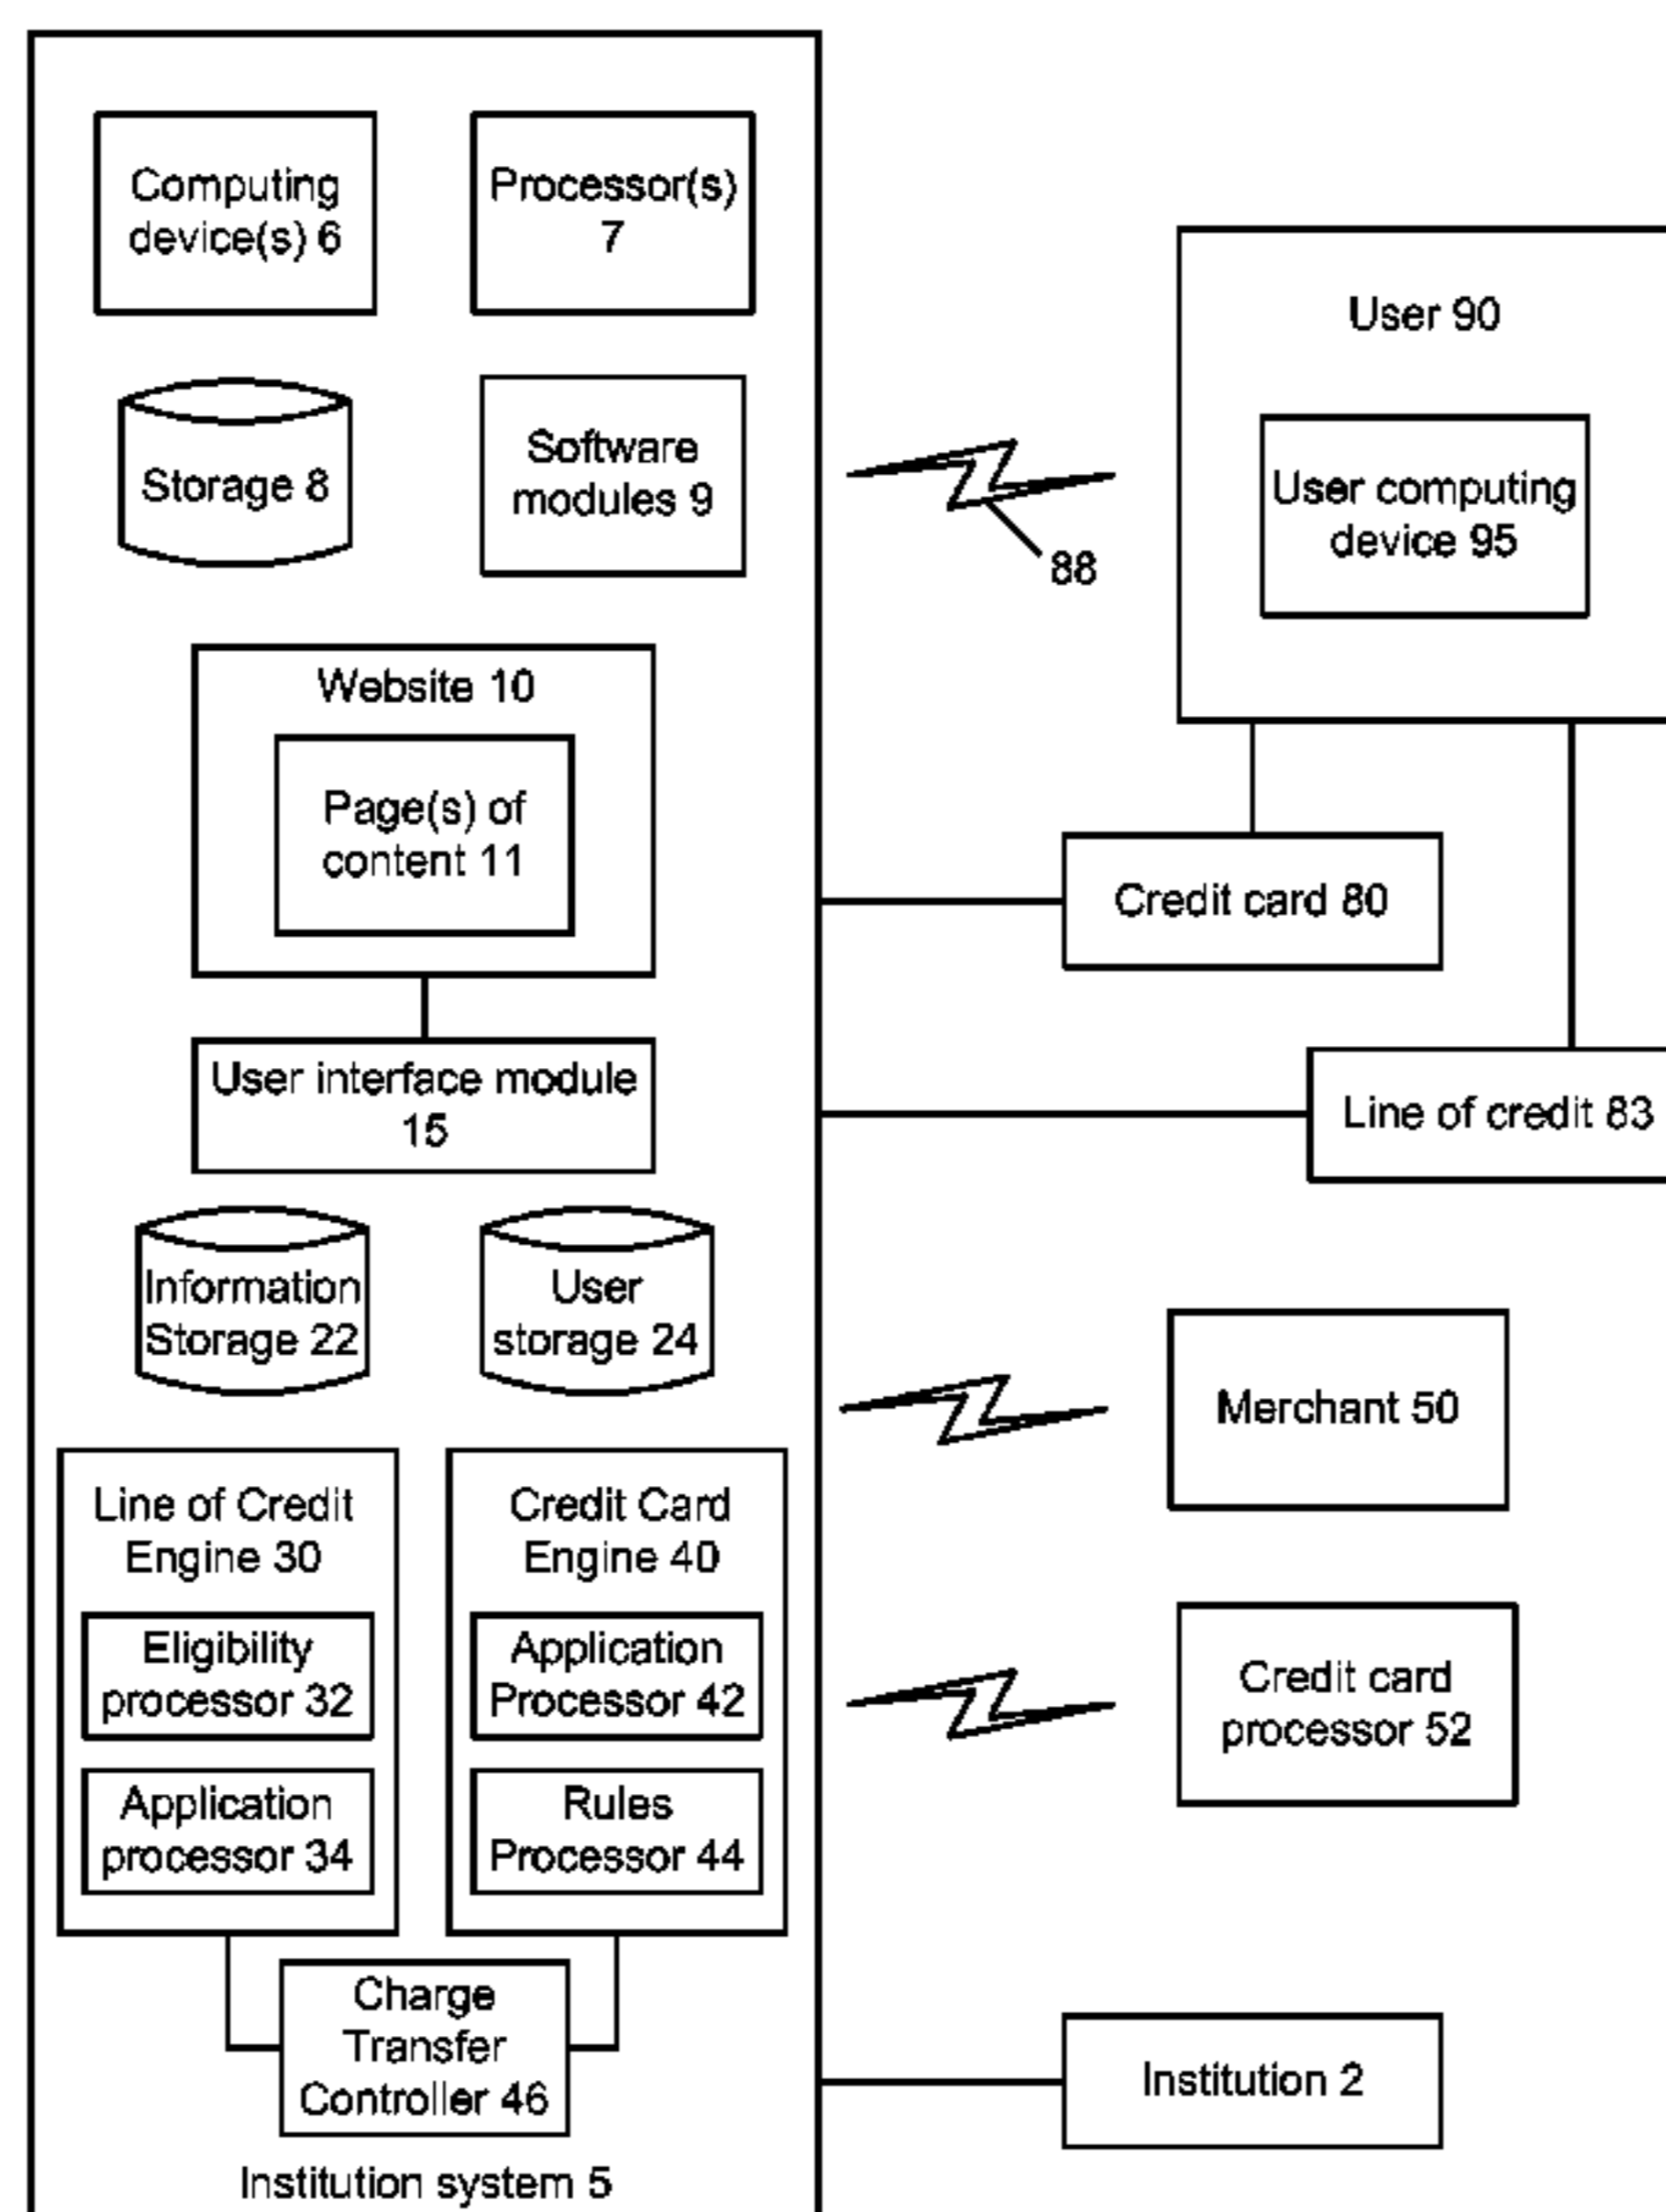 Computing
device(s) 6
Processor(s)
7
Storage 8
Software
modules 9
88
User 90
User computing
device 95
Website 10
Page(s) of
content 11
Credit card 80
User interface module
15
Line of credit 83
Information
Storage 22
User
storage 24
Merchant 50
Line of Credit
Engine 30
Eligibility
processor 32
Application
processor 34
Credit Card
Engine 40
Application
Processor 42
Rules
Processor 44
Credit card
processor 52
Charge
Transfer
Controller 46
Institution 2
Institution system 5